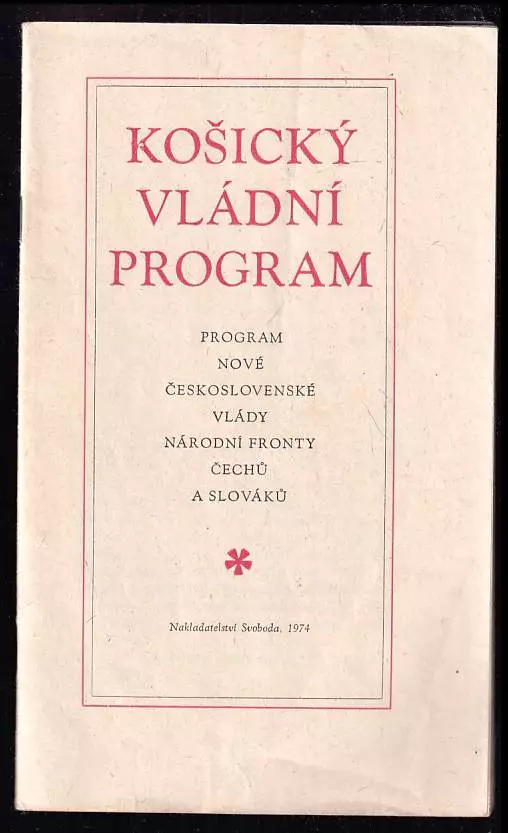 KOŠICKÝ
VLÁDNÍ
PROGRAM
PROGRAM
NOVÉ
ČESKOSLOVENSKÉ
VLÁDY
NÁRODNÍ FRONTY
ČECHŮ
A SLOVÁKŮ
Nakladatelství Svoboda, 1974